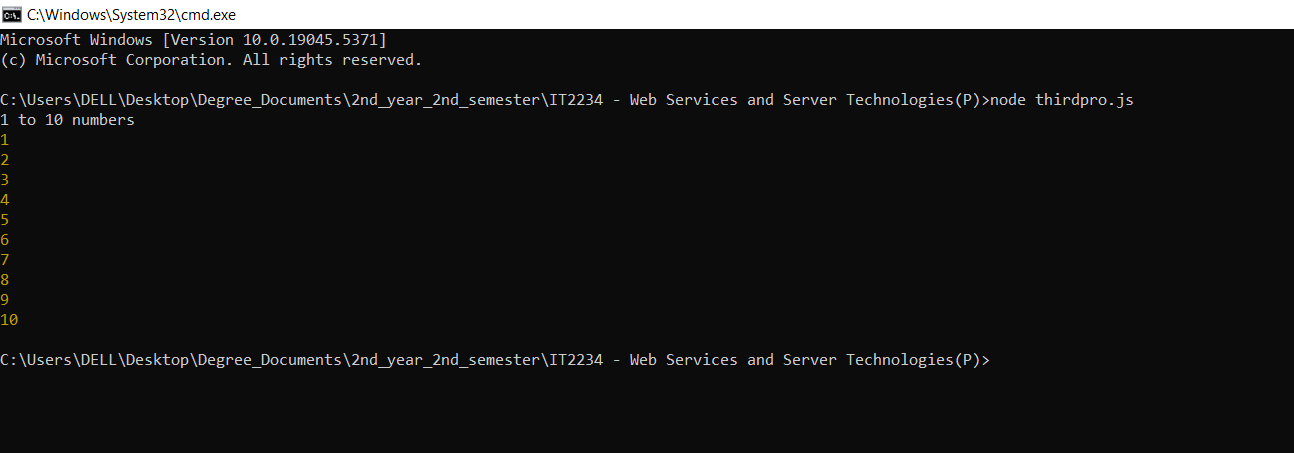 C:\Windows\System32\cmd.exe
Microsoft Windows [Version 10.0.19045.5371]
(c) Microsoft Corporation. All rights reserved.
C:\Users\DELL\Desktop\Degree_Documents\2nd_year_2nd_semester\IT2234 - Web Services and Server Technologies(P)>node thirdpro.js
1 to 10 numbers
1
2
3
4
5
6
7
8
9
10
C:\Users\DELL\Desktop\Degree_Documents\2nd_year_2nd_semester\IT2234 - Web Services and Server Technologies(P)>